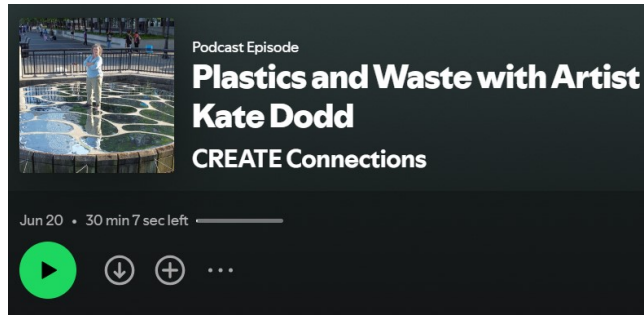 Podcast Episode
Plastics and Waste with Artist
Kate Dodd
CREATE Connections
Jun 20 • 30 min 7 sec left